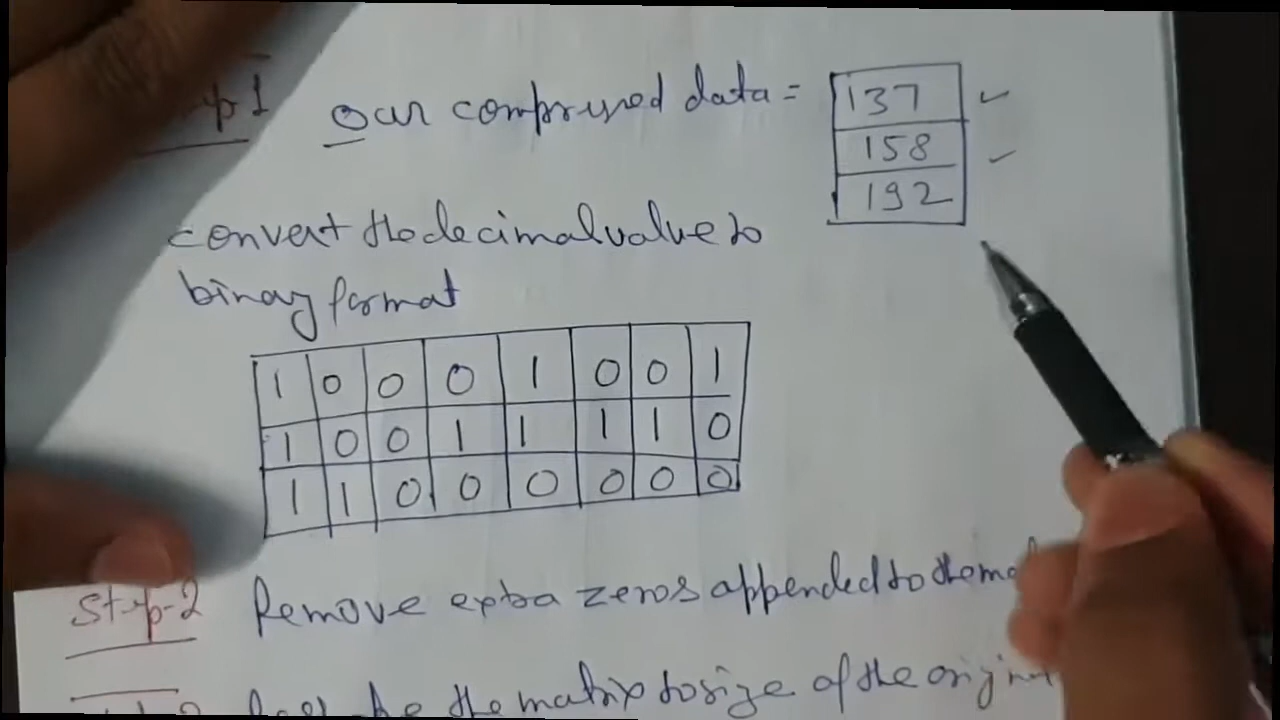 our compressed data = 137
158
192
convert the decimal value to
binary format
1 0 0 0 1 0 0 1
1 0 0 1 1 1 1 0
1 1 0 0 0 0 0 0
Step-2 Remove extra zeros appended to the
the matrix to size of the